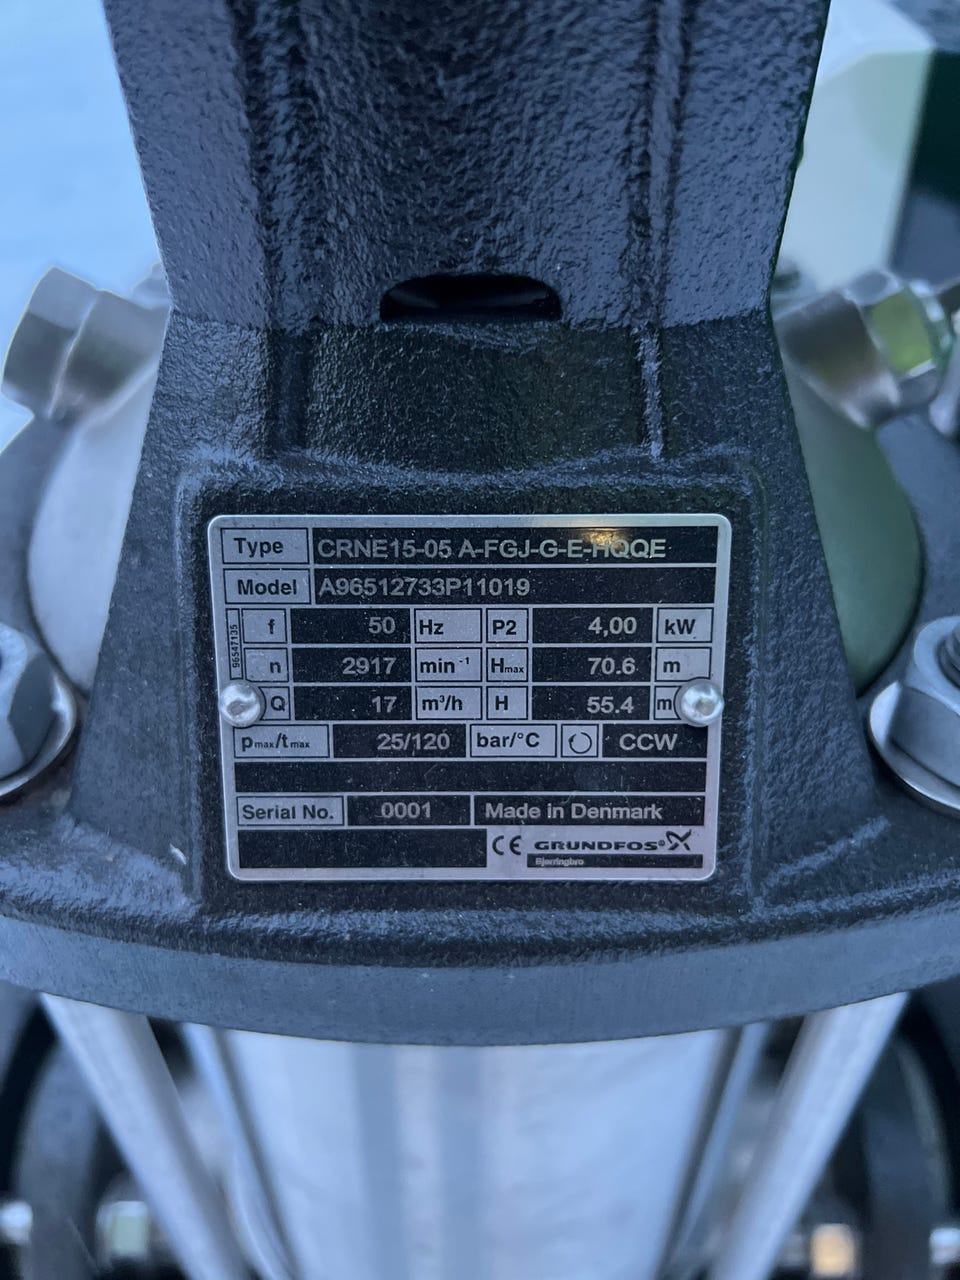 Type CRNE15-05 A-FGJ-G-E-HQQE
Model A96512733P11019
96547135
f 50 Hz P2 4,00 kW
n 2917 min⁻¹ Hmax 70.6 m
Q 17 m³/h H 55.4 m
pmax/tmax 25/120 bar/°C CCW
Serial No. 0001 Made in Denmark
CE GRUNDFOS®
Bjerringbro